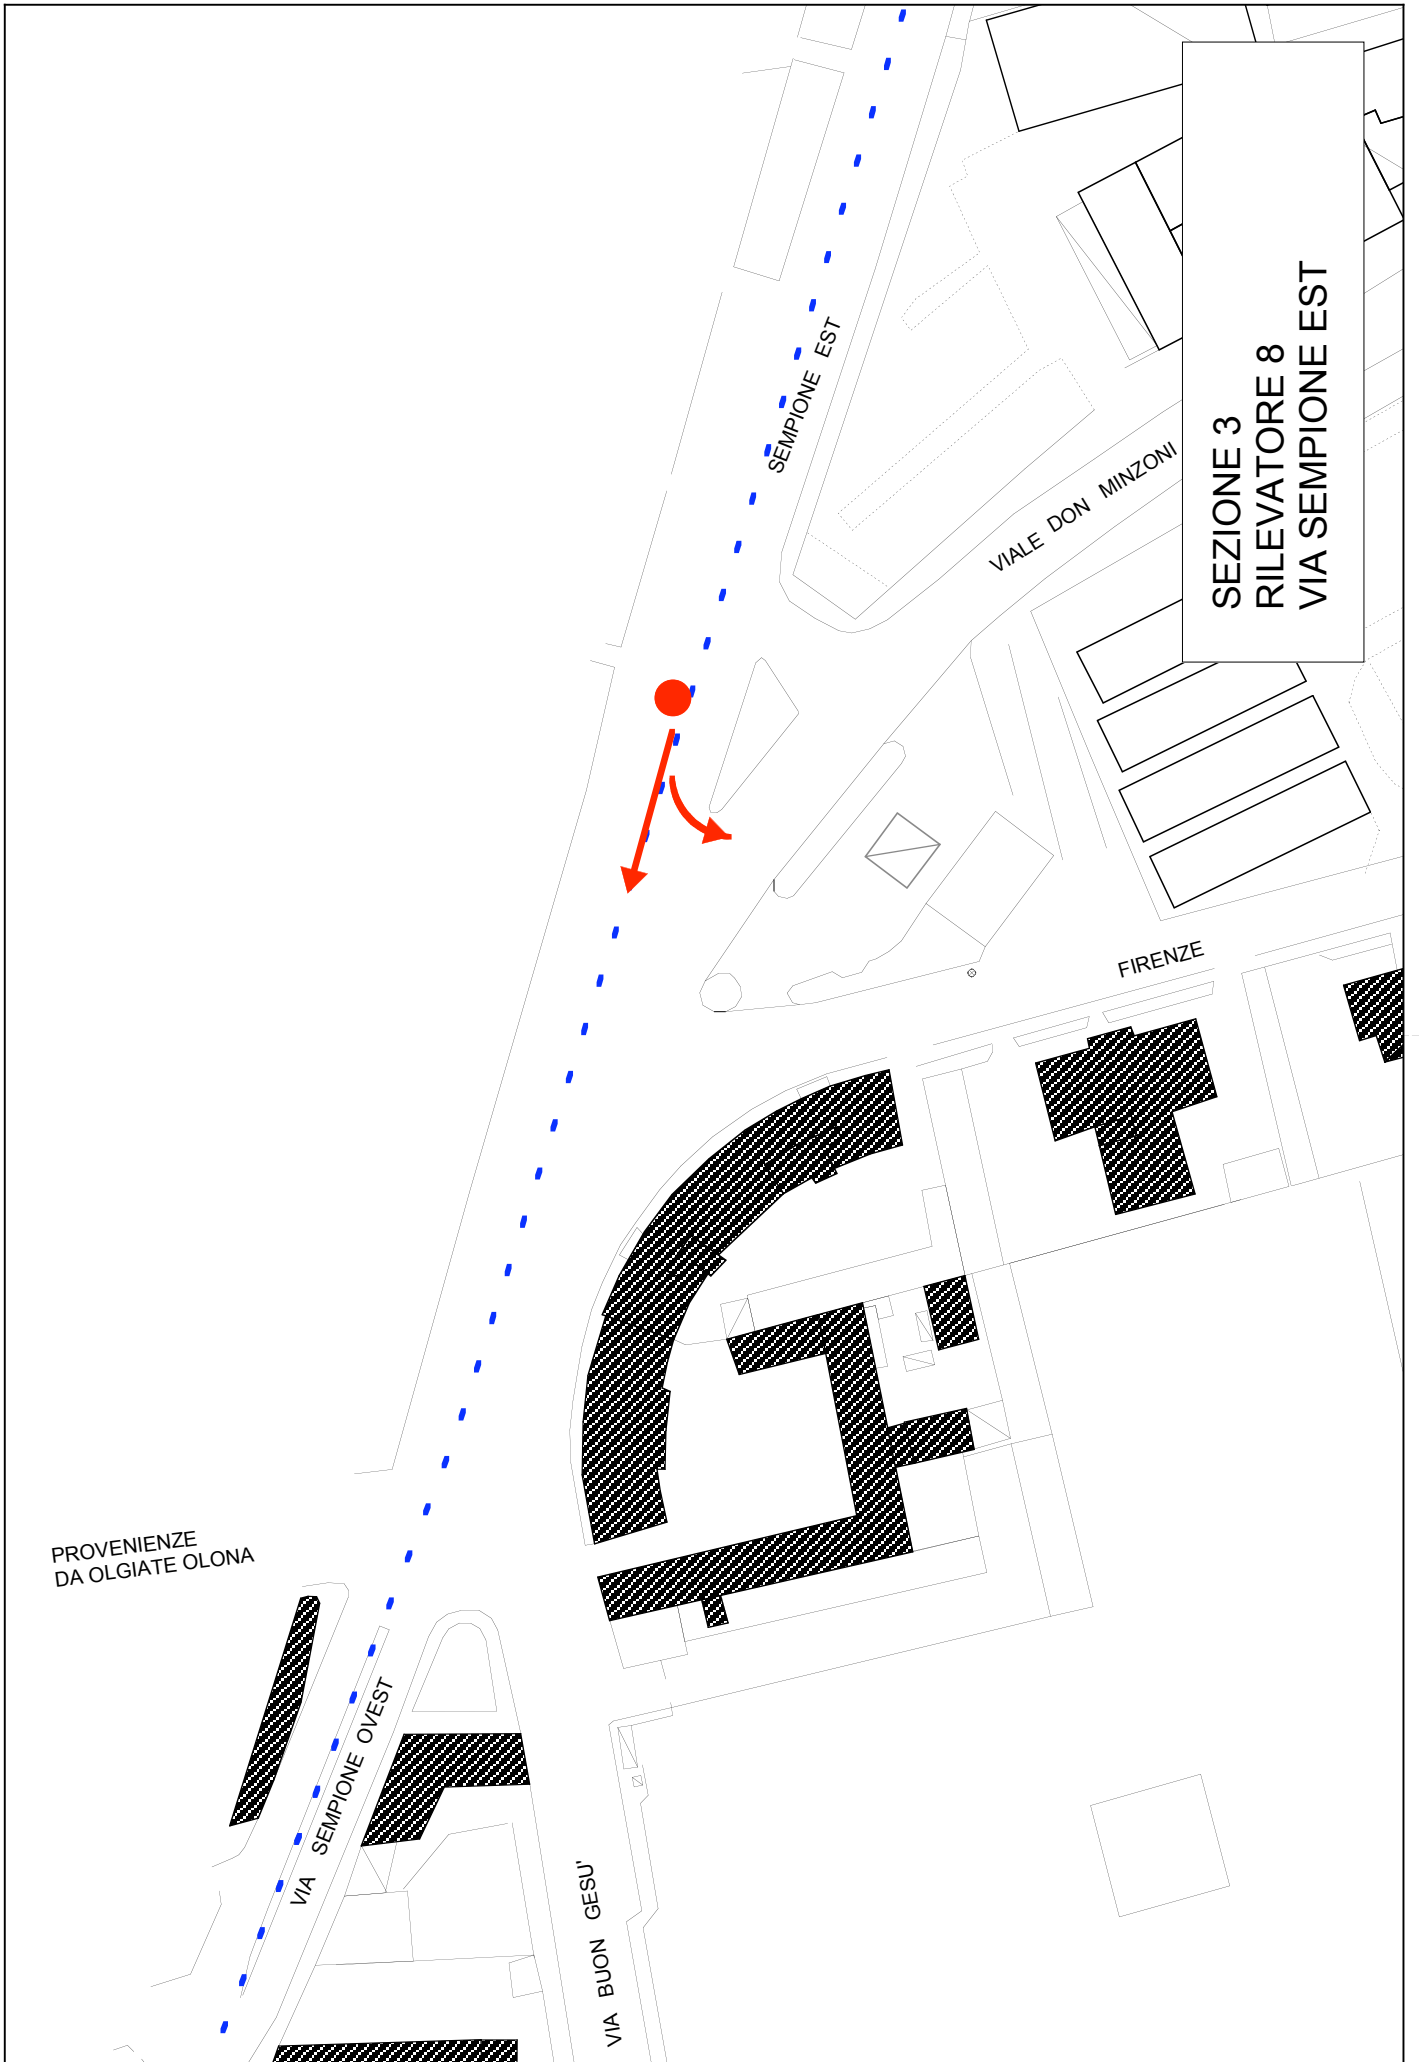 SEZIONE 3
RILEVATORE 8
VIA SEMPIONE EST
SEMPIONE EST
VIALE DON MINZONI
FIRENZE
PROVENIENZE
DA OLGIATE OLONA
VIA SEMPIONE OVEST
VIA BUON GESU'